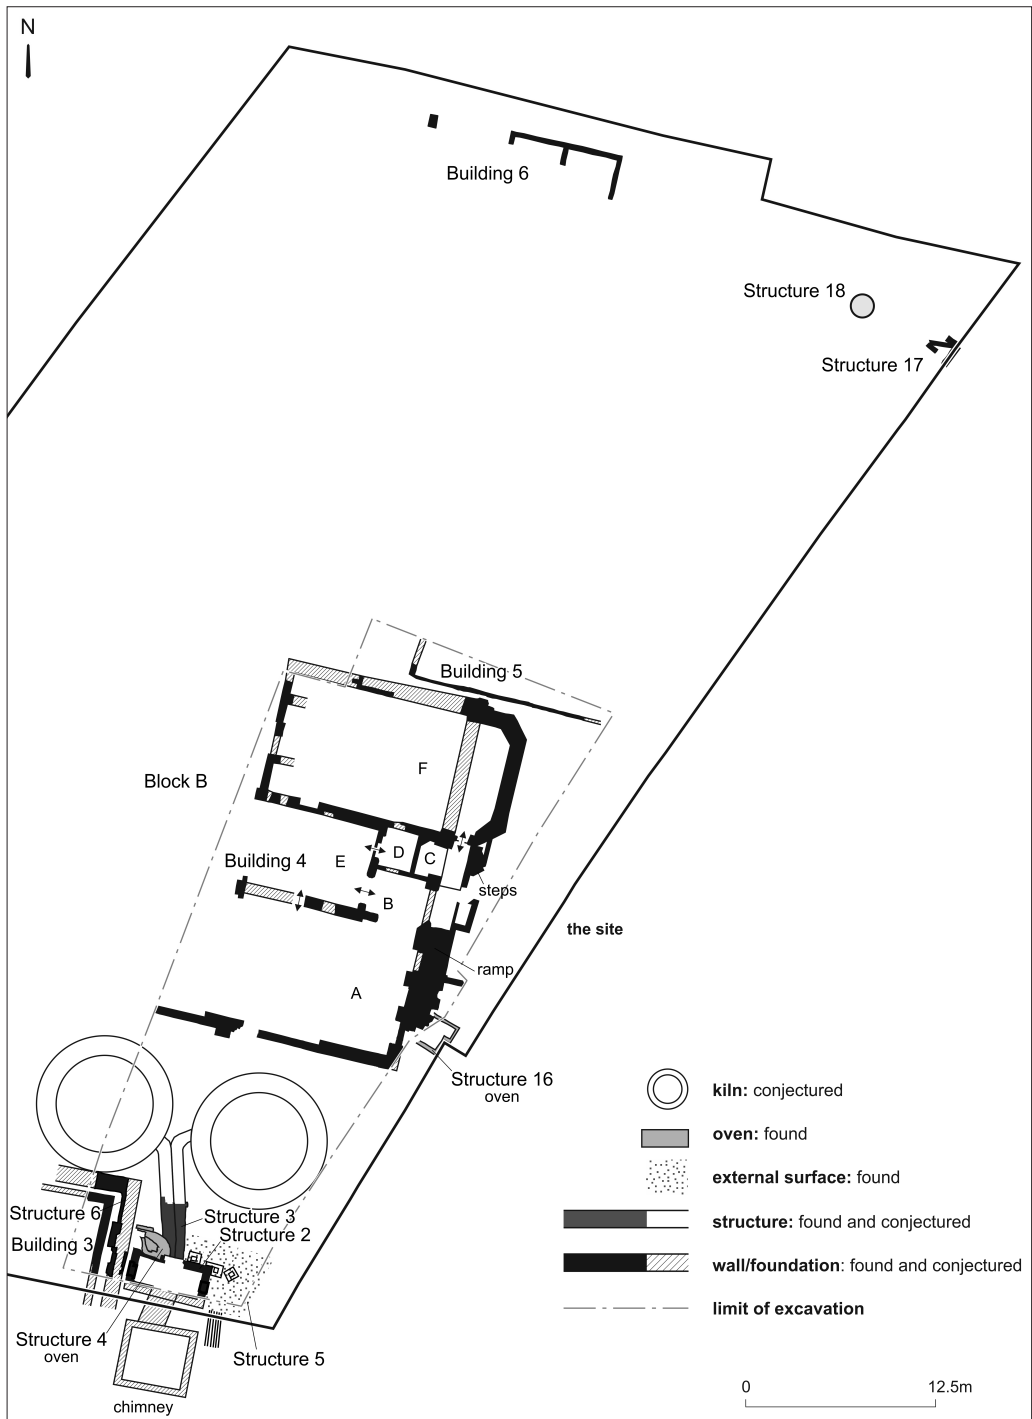 N
Building 6
Structure 18
Structure 17
Building 5
Block B
F
D
C
E
Building 4
B
steps
the site
ramp
A
Structure 16
oven
kiln: conjectured
oven: found
external surface: found
structure: found and conjectured
wall/foundation: found and conjectured
limit of excavation
Structure 6
Structure 3
Structure 2
Building 3
Structure 4
oven
Structure 5
chimney
0
12.5m